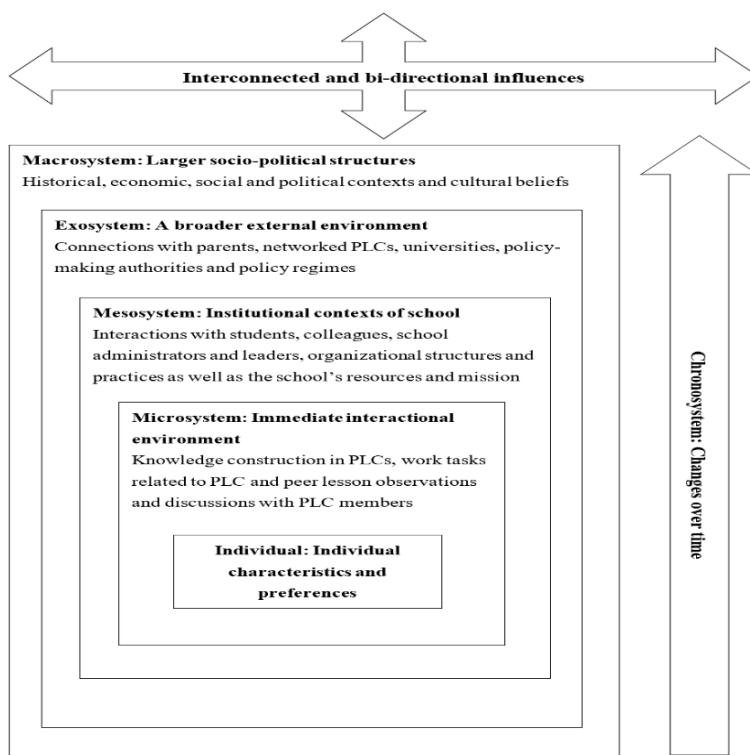 Interconnected and bi-directional influences
Macrosystem: Larger socio-political structures
Historical, economic, social and political contexts and cultural beliefs
Exosystem: A broader external environment
Connections with parents, networked PLCs, universities, policy-
making authorities and policy regimes
Mesosystem: Institutional contexts of school
Interactions with students, colleagues, school
administrators and leaders, organizational structures and
practices as well as the school's resources and mission
Microsystem: Immediate interactional
environment
Knowledge construction in PLCs, work tasks
related to PLC and peer lesson observations
and discussions with PLC members
Individual: Individual
characteristics and
preferences
Chronosystem: Changes over time